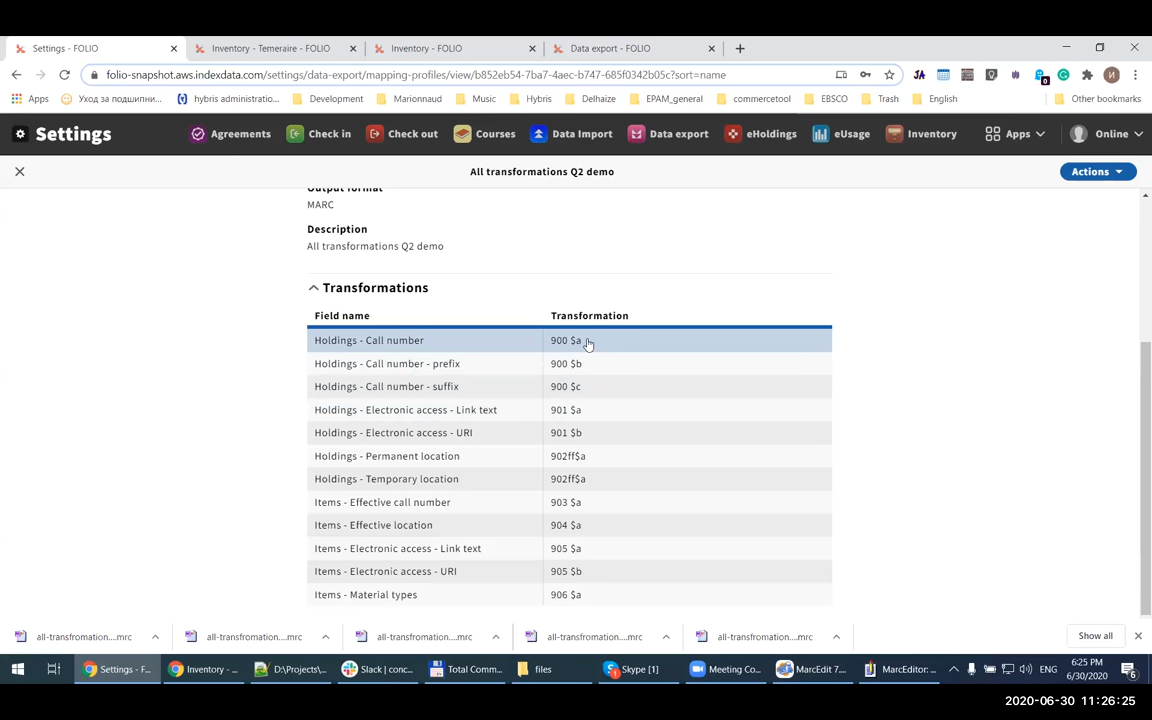 Settings - FOLIO
Inventory - Temeraire - FOLIO
Inventory - FOLIO
Data export - FOLIO
folio-snapshot.aws.indexdata.com/settings/data-export/mapping-profiles/view/b852eb54-7ba7-4aec-b747-685f0342b05c?sort=name
Apps
Уход за подшипни...
hybris administratio...
Development
Marionnaud
Music
Hybris
Delhaize
EPAM_general
commercetool
EBSCO
Trash
English
Other bookmarks
Settings
Agreements
Check in
Check out
Courses
Data Import
Data export
eHoldings
eUsage
Inventory
Apps
Online
All transformations Q2 demo
Actions
Output format
MARC
Description
All transformations Q2 demo
Transformations
Field name Transformation
Holdings - Call number 900 $a
Holdings - Call number - prefix 900 $b
Holdings - Call number - suffix 900 $c
Holdings - Electronic access - Link text 901 $a
Holdings - Electronic access - URI 901 $b
Holdings - Permanent location 902ff$a
Holdings - Temporary location 902ff$a
Items - Effective call number 903 $a
Items - Effective location 904 $a
Items - Electronic access - Link text 905 $a
Items - Electronic access - URI 905 $b
Items - Material types 906 $a
all-transfromation....mrc
all-transfromation....mrc
all-transfromation....mrc
all-transfromation....mrc
all-transfromation....mrc
Show all
Settings - F...
Inventory - ...
D:\Projects\...
Slack | conc...
Total Comm...
files
Skype [1]
Meeting Co...
MarcEdit 7....
MarcEditor: ...
ENG
6:25 PM
6/30/2020
2020-06-30 11:26:25